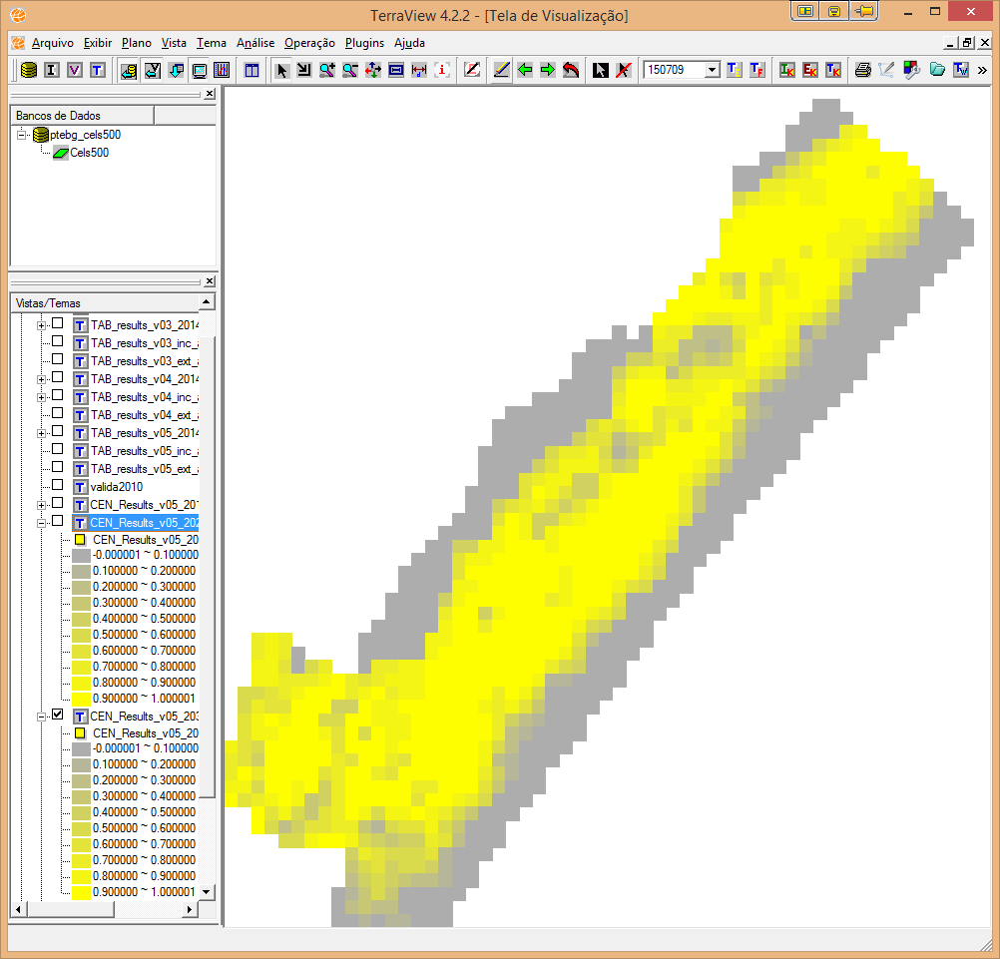 TerraView 4.2.2 - [Tela de Visualização]
Arquivo Exibir Plano Vista Tema Análise Operação Plugins Ajuda
150709
Bancos de Dados
ptebg_cels500
Cels500
Vistas/Temas
TAB_results_v03_2014
TAB_results_v03_inc_
TAB_results_v03_ext_
TAB_results_v04_2014
TAB_results_v04_inc_
TAB_results_v04_ext_
TAB_results_v05_2014
TAB_results_v05_inc_
TAB_results_v05_ext_
valida2010
CEN_Results_v05_201
CEN_Results_v05_202
CEN_Results_v05_20
-0.000001 ~ 0.100000
0.100000 ~ 0.200000
0.200000 ~ 0.300000
0.300000 ~ 0.400000
0.400000 ~ 0.500000
0.500000 ~ 0.600000
0.600000 ~ 0.700000
0.700000 ~ 0.800000
0.800000 ~ 0.900000
0.900000 ~ 1.000001
CEN_Results_v05_203
CEN_Results_v05_20
-0.000001 ~ 0.100000
0.100000 ~ 0.200000
0.200000 ~ 0.300000
0.300000 ~ 0.400000
0.400000 ~ 0.500000
0.500000 ~ 0.600000
0.600000 ~ 0.700000
0.700000 ~ 0.800000
0.800000 ~ 0.900000
0.900000 ~ 1.000001